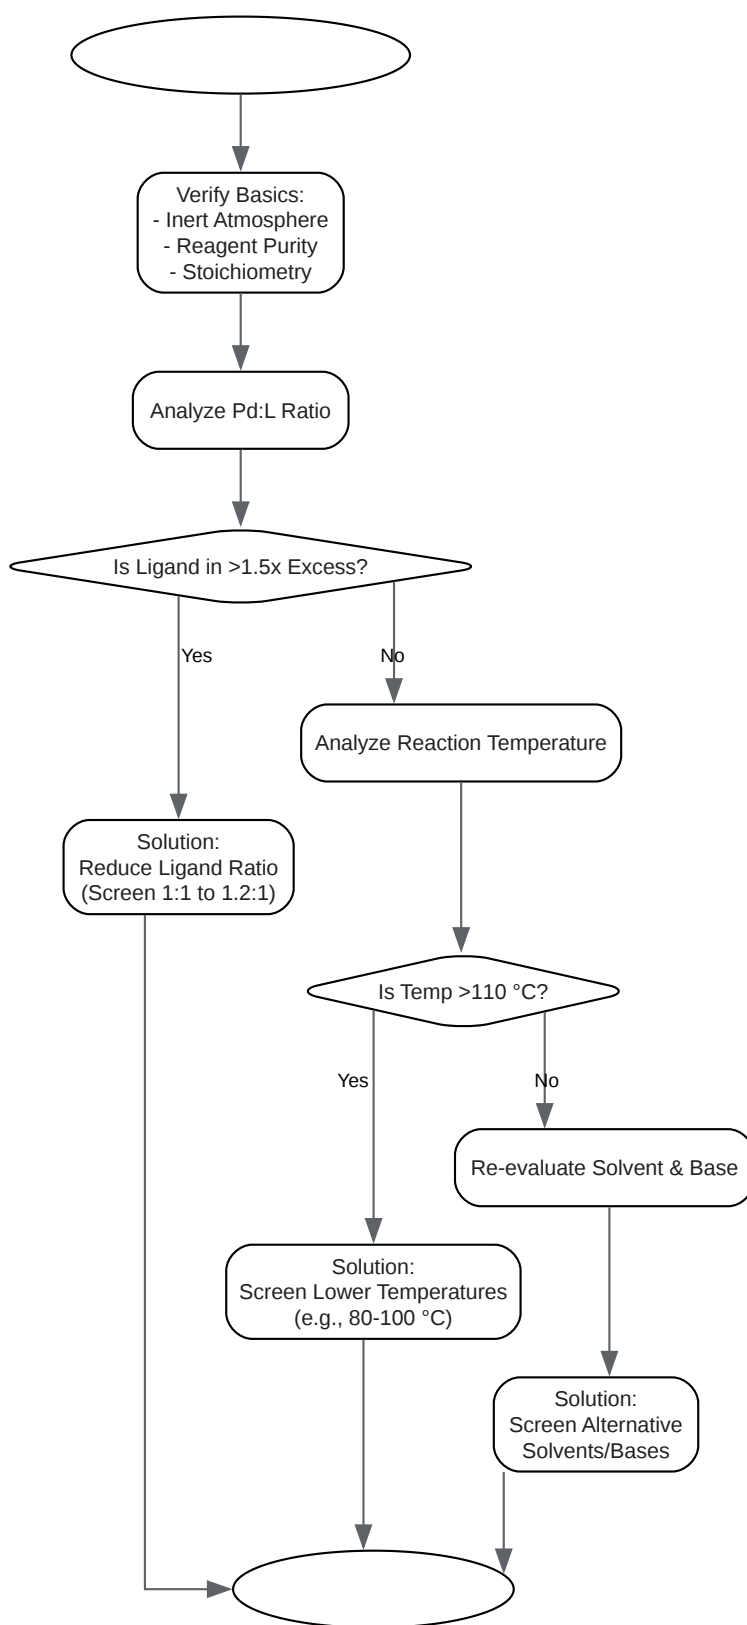 Verify Basics:
- Inert Atmosphere
- Reagent Purity
- Stoichiometry
Analyze Pd:L Ratio
Is Ligand in >1.5x Excess?
Yes
No
Analyze Reaction Temperature
Solution:
Reduce Ligand Ratio
(Screen 1:1 to 1.2:1)
Is Temp >110 °C?
Yes
No
Re-evaluate Solvent & Base
Solution:
Screen Lower Temperatures
(e.g., 80-100 °C)
Solution:
Screen Alternative
Solvents/Bases